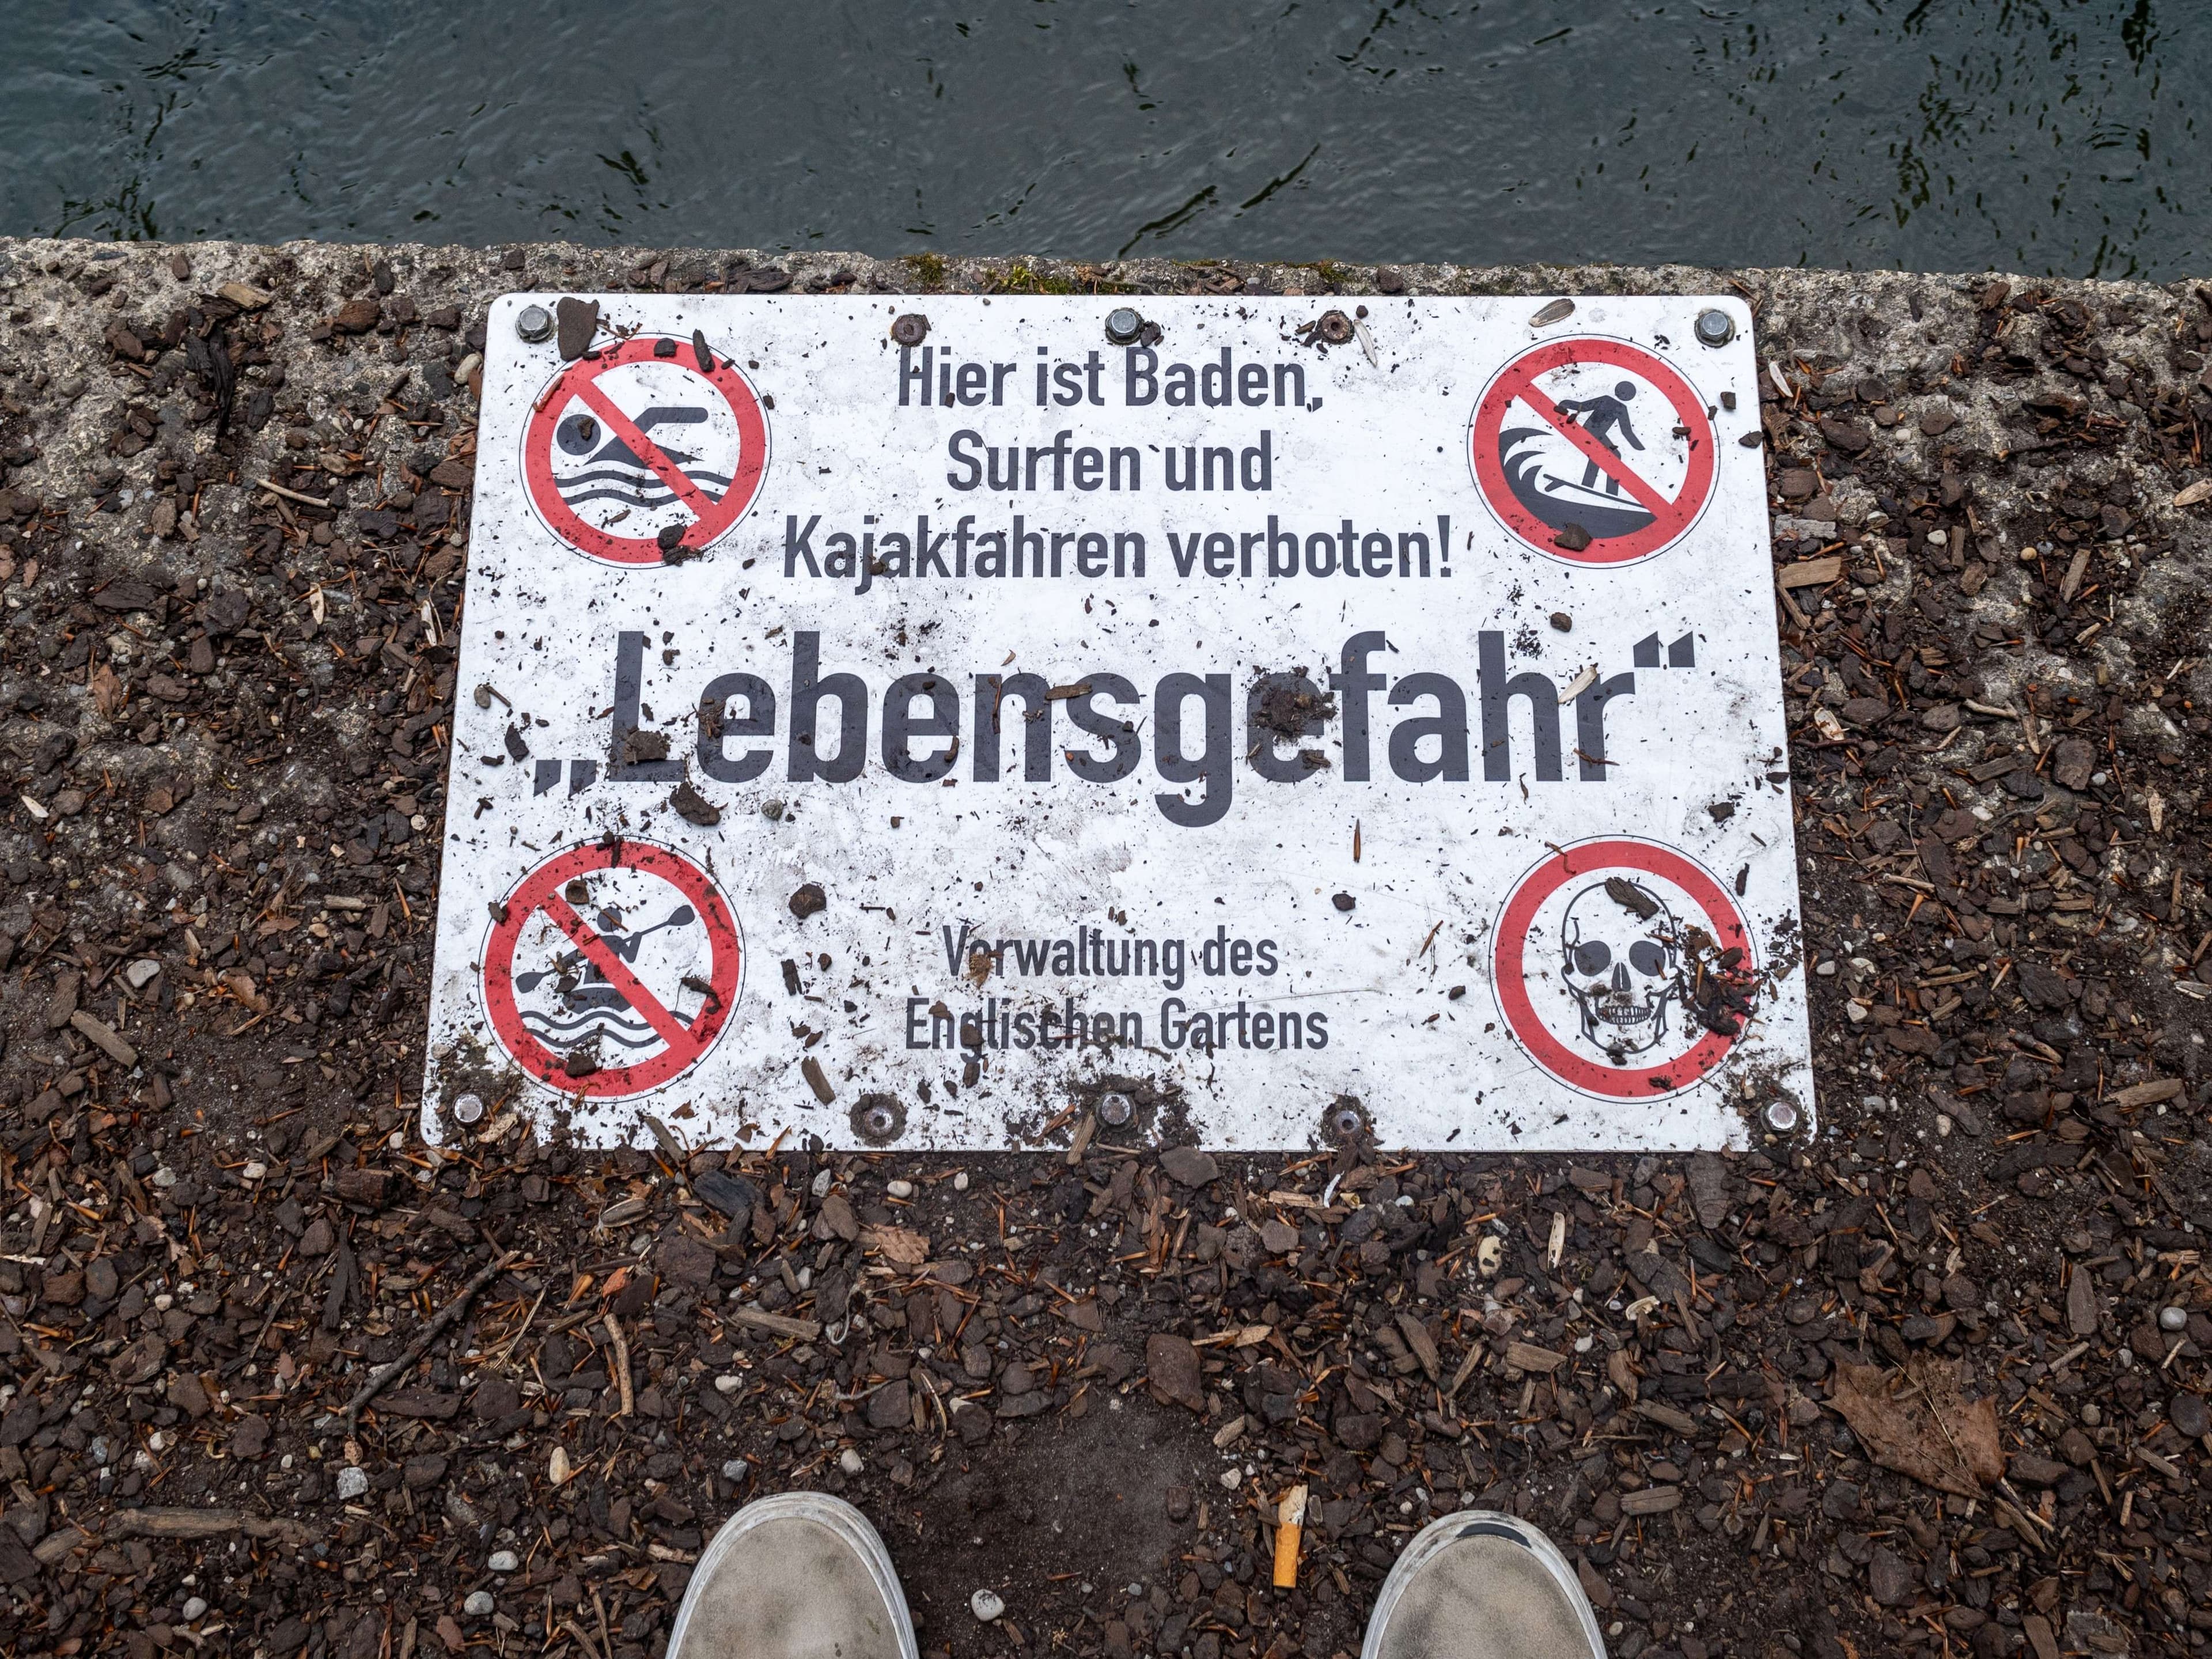 Hier ist Baden,
Surfen und
Kajakfahren verboten!
„Lebensgefahr“
Verwaltung des
Englischen Gartens